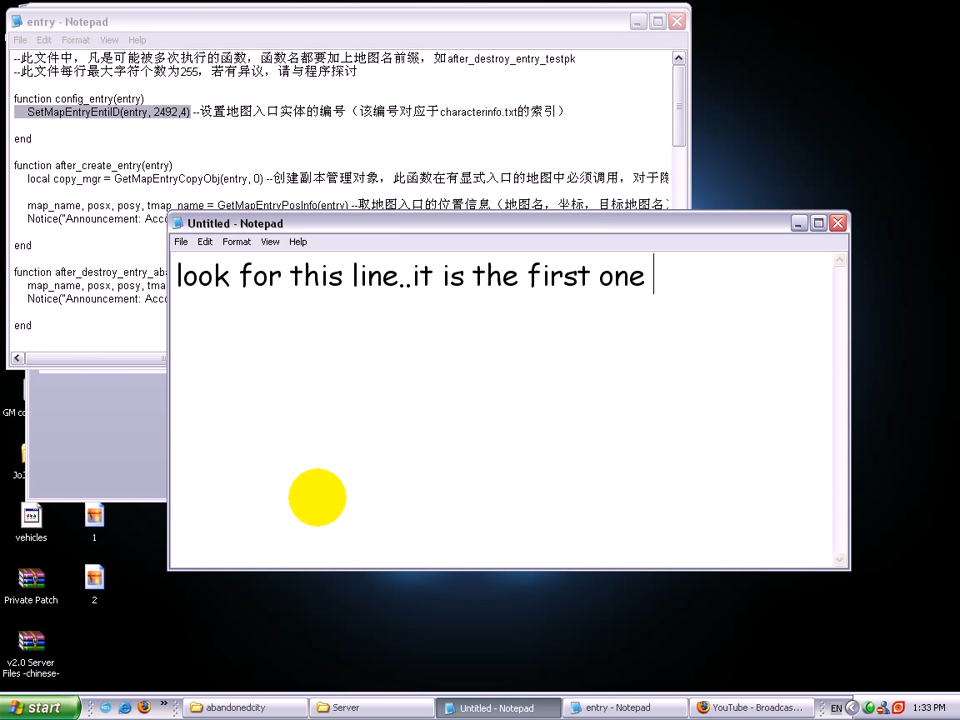 entry - Notepad
File Edit Format View Help
--此文件中，凡是可能被多次执行的函数，函数名都要加上地图名前缀，如after_destroy_entry_testpk
--此文件每行最大字符个数为255，若有异议，请与程序探讨
function config_entry(entry)
SetMapEntryEntiID(entry, 2492,4) --设置地图入口实体的编号（该编号对应于characterinfo.txt的索引）
end
function after_create_entry(entry)
local copy_mgr = GetMapEntryCopyObj(entry, 0) --创建副本管理对象，此函数在有显式入口的地图中必须调用，对于
map_name, posx, posy, tmap_name = GetMapEntryPosInfo(entry) --取地图入口的位置信息（地图名，坐标，目标地图名）
Notice("Announcement: Acc
end
function after_destroy_entry_aba
map_name, posx, posy, tma
Notice("Announcement: Acc
end
Untitled - Notepad
File Edit Format View Help
look for this line..it is the first one
GM co
JoJ
vehicles
1
Private Patch
2
v2.0 Server
Files -chinese-
start
abandonedcity
Server
Untitled - Notepad
entry - Notepad
YouTube - Broadcas...
EN
1:33 PM